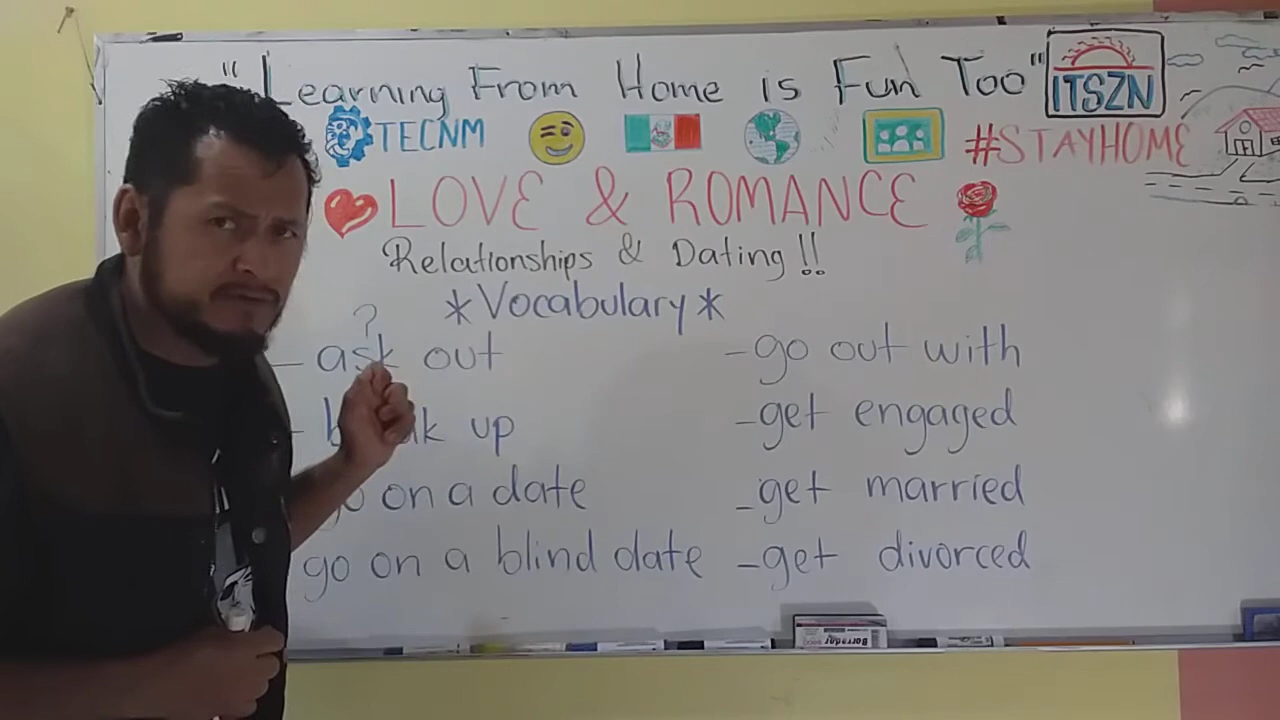 "Learning From Home is Fun Too"
ITSZN
TECNM
#STAYHOME
LOVE & ROMANCE
Relationships & Dating!!
*Vocabulary*
?
- ask out
- go out with
- b k up
- get engaged
go on a date
- get married
go on a blind date
- get divorced
Borrador